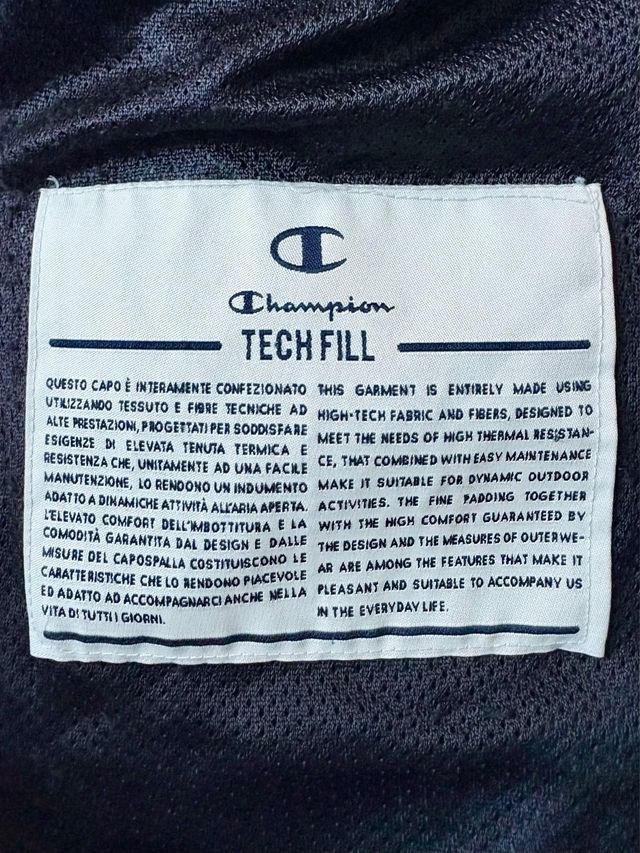 Champion
TECH FILL
QUESTO CAPO È INTERAMENTE CONFEZIONATO
UTILIZZANDO TESSUTO E FIBRE TECNICHE AD
ALTE PRESTAZIONI, PROGETTATI PER SODDISFARE
ESIGENZE DI ELEVATA TENUTA TERMICA E
RESISTENZA CHE, UNITAMENTE AD UNA FACILE
MANUTENZIONE, LO RENDONO UN INDUMENTO
ADATTO A DINAMICHE ATTIVITÀ ALL'ARIA APERTA.
L'ELEVATO COMFORT DELL'IMBOTTITURA E LA
COMODITÀ GARANTITA DAL DESIGN E DALLE
MISURE DEL CAPOSPALLA COSTITUISCONO LE
CARATTERISTICHE CHE LO RENDONO PIACEVOLE
ED ADATTO AD ACCOMPAGNARCI ANCHE NELLA
VITA DI TUTTI I GIORNI.
THIS GARMENT IS ENTIRELY MADE USING
HIGH-TECH FABRIC AND FIBERS, DESIGNED TO
MEET THE NEEDS OF HIGH THERMAL RESISTAN-
CE, THAT COMBINED WITH EASY MAINTENANCE
MAKE IT SUITABLE FOR DYNAMIC OUTDOOR
ACTIVITIES. THE FINE PADDING TOGETHER
WITH THE HIGH COMFORT GUARANTEED BY
THE DESIGN AND THE MEASURES OF OUTERWE-
AR ARE AMONG THE FEATURES THAT MAKE IT
PLEASANT AND SUITABLE TO ACCOMPANY US
IN THE EVERYDAY LIFE.